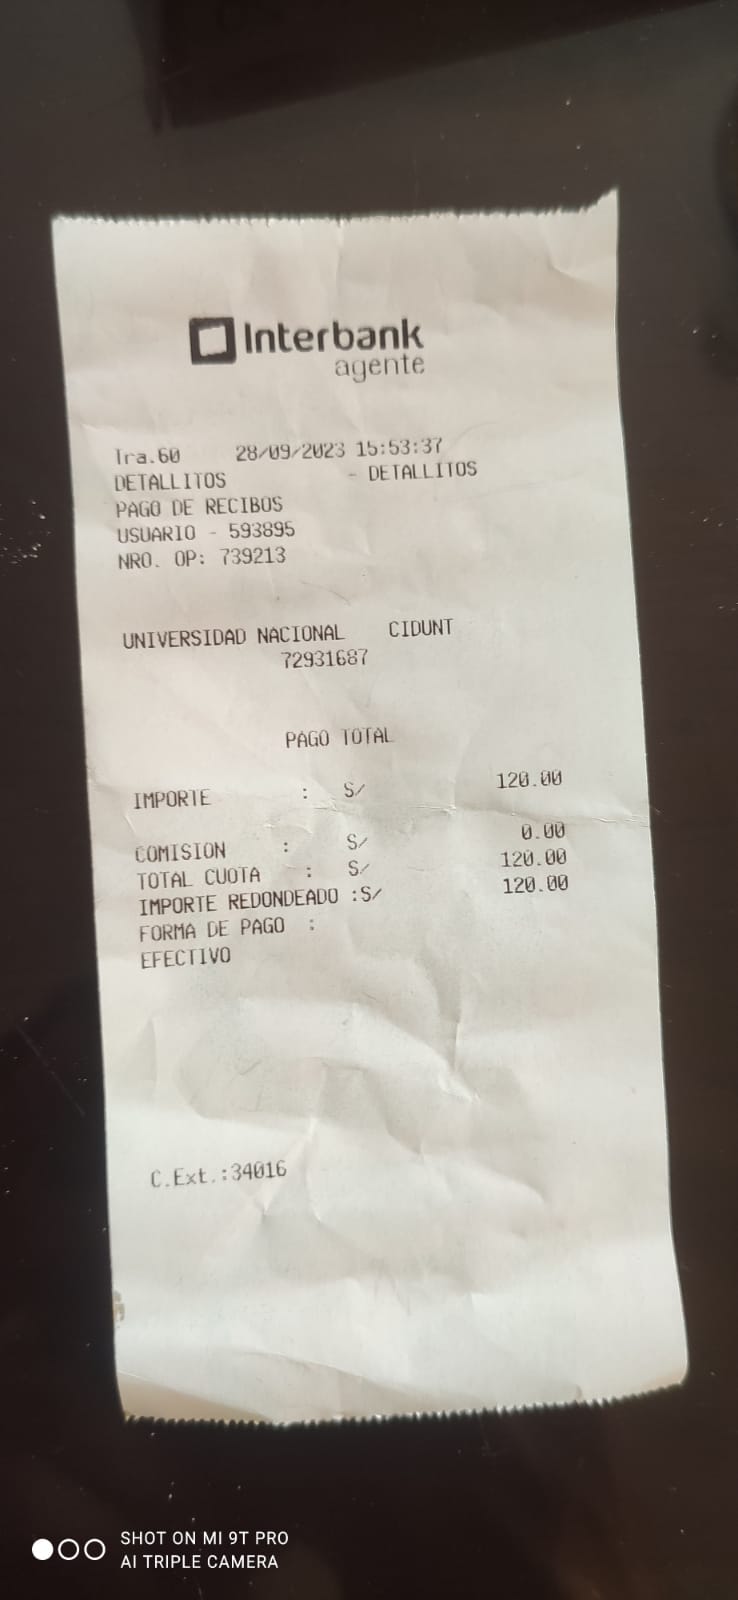 Interbank
agente
Tra.60 28/09/2023 15:53:37
DETALLITOS - DETALLITOS
PAGO DE RECIBOS
USUARIO - 593895
NRO. OP: 739213
UNIVERSIDAD NACIONAL CIDUNT
72931687
PAGO TOTAL
IMPORTE : S/ 120.00
COMISION : S/ 0.00
TOTAL CUOTA : S/ 120.00
IMPORTE REDONDEADO :S/ 120.00
FORMA DE PAGO :
EFECTIVO
C.Ext.:34016
SHOT ON MI 9T PRO
AI TRIPLE CAMERA